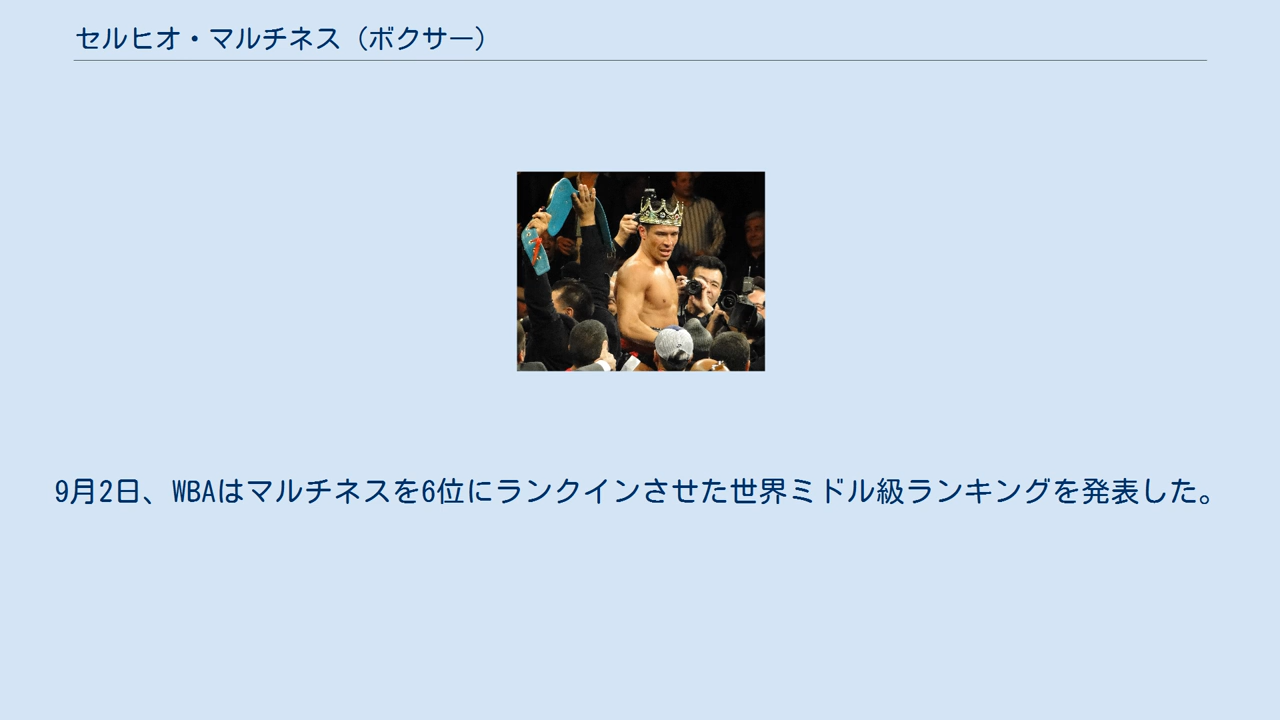 セルヒオ・マルチネス（ボクサー）
9月2日、WBAはマルチネスを6位にランクインさせた世界ミドル級ランキングを発表した。